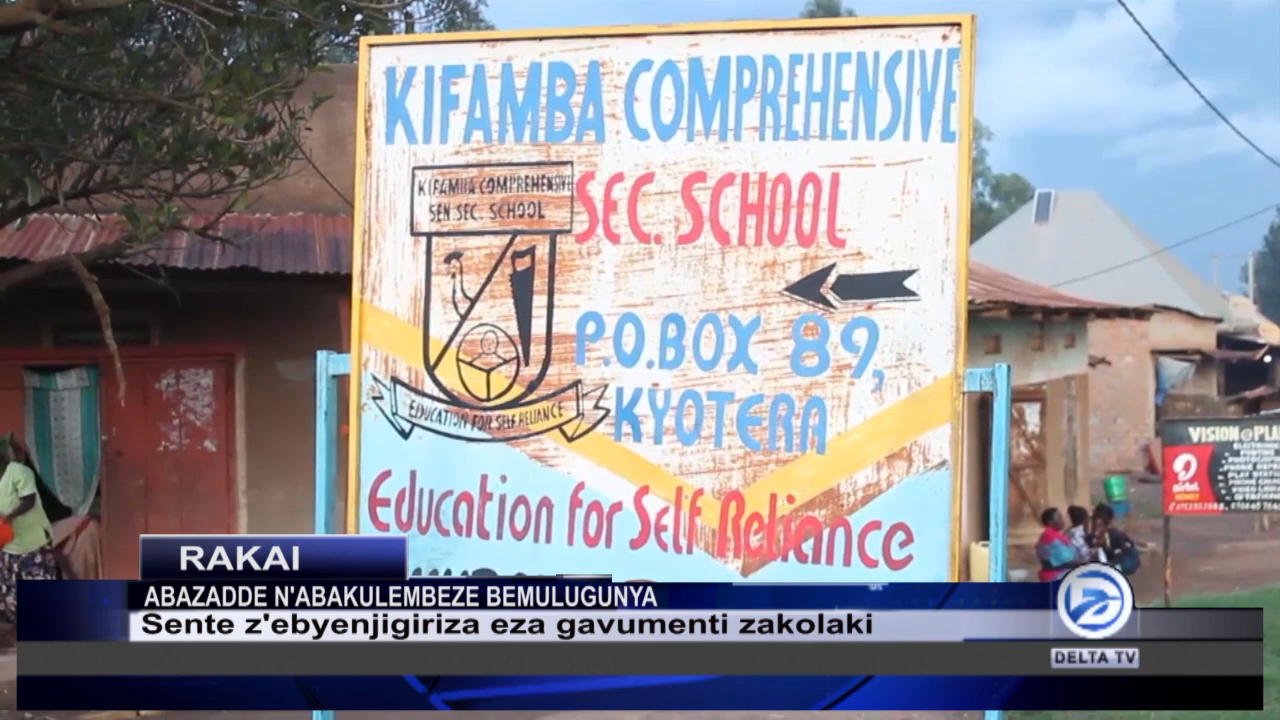 KIFAMBA COMPREHENSIVE
KIFAMBA COMPREHENSIVE
SEN SEC. SCHOOL
SEC. SCHOOL
P.O.BOX 89,
KYOTERA
EDUCATION FOR SELF RELIANCE
Education for Self Reliance
VISION
airtel
RAKAI
ABAZADDE N'ABAKULEMBEZE BEMULUGUNYA
Sente z'ebyenjigiriza eza gavumenti zakolaki
DELTA TV